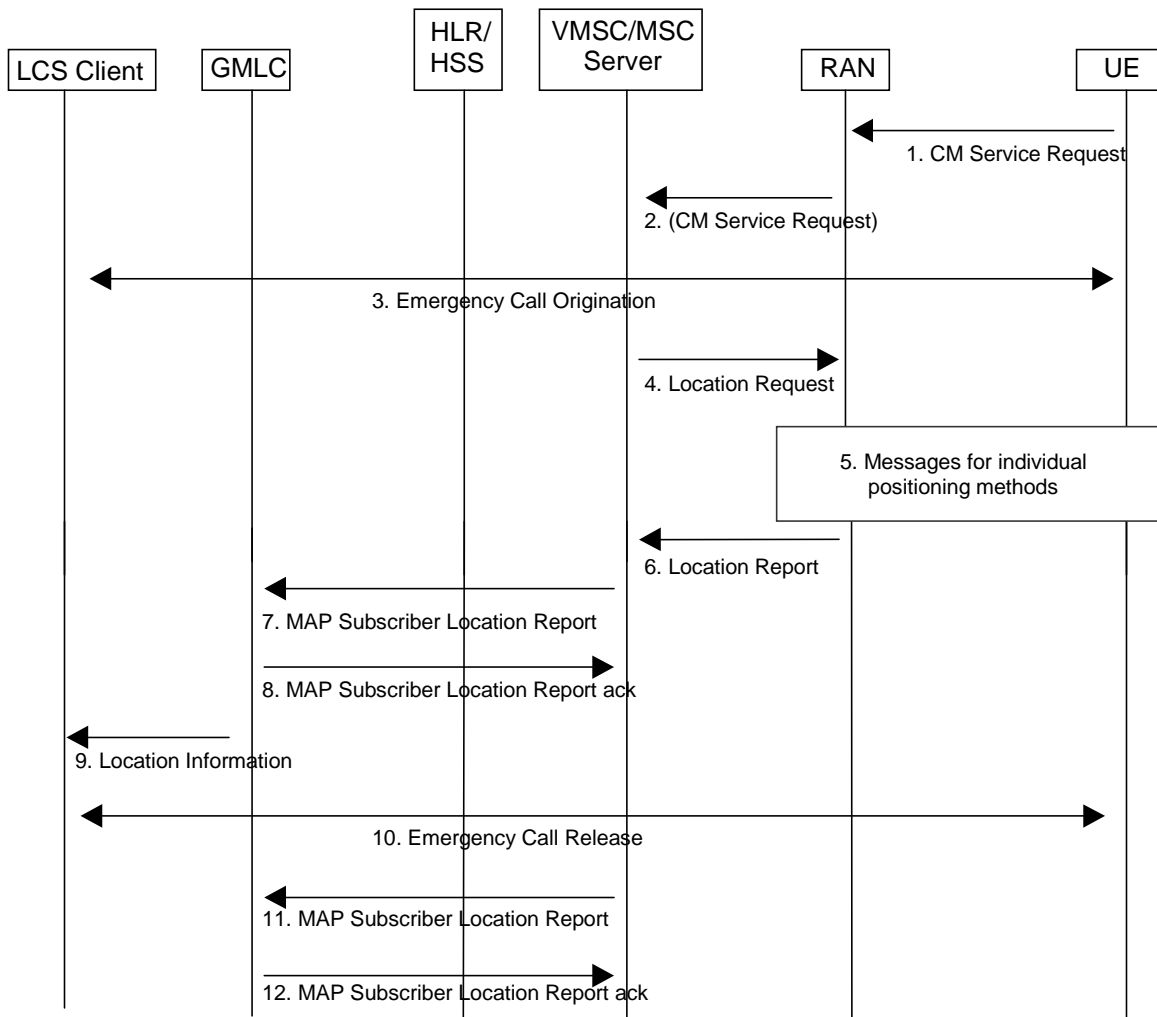 LCS Client
GMLC
HLR/
HSS
VMSC/MSC
Server
RAN
UE
1. CM Service Request
2. (CM Service Request)
3. Emergency Call Origination
4. Location Request
5. Messages for individual
positioning methods
6. Location Report
7. MAP Subscriber Location Report
8. MAP Subscriber Location Report ack
9. Location Information
10. Emergency Call Release
11. MAP Subscriber Location Report
12. MAP Subscriber Location Report ack